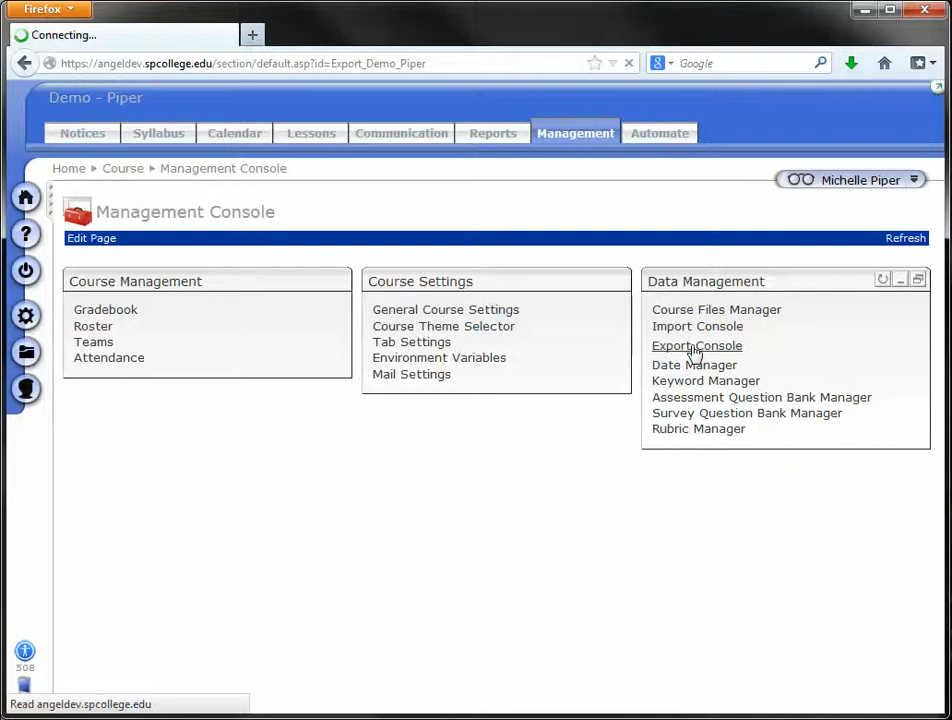 Firefox
Connecting...
https://angeldev.spcollege.edu/section/default.asp?id=Export_Demo_Piper
Google
Demo - Piper
Notices
Syllabus
Calendar
Lessons
Communication
Reports
Management
Automate
Home
Course
Management Console
Michelle Piper
Management Console
Edit Page
Refresh
Course Management
Gradebook
Roster
Teams
Attendance
Course Settings
General Course Settings
Course Theme Selector
Tab Settings
Environment Variables
Mail Settings
Data Management
Course Files Manager
Import Console
Export Console
Date Manager
Keyword Manager
Assessment Question Bank Manager
Survey Question Bank Manager
Rubric Manager
508
Read angeldev.spcollege.edu